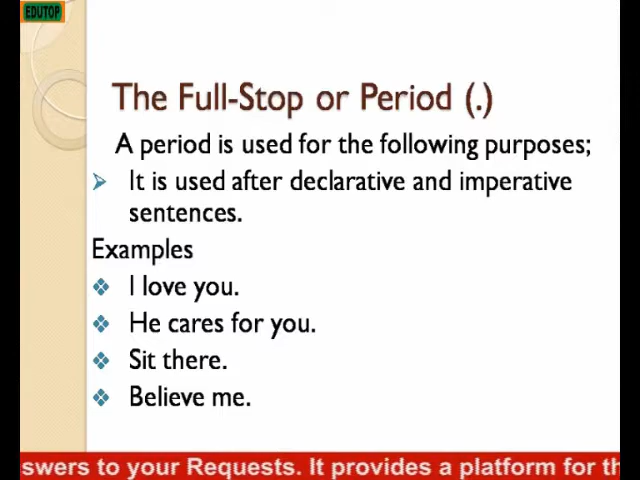 EDUTOP
The Full-Stop or Period (.)
A period is used for the following purposes;
It is used after declarative and imperative
sentences.
Examples
I love you.
He cares for you.
Sit there.
Believe me.
swers to your Requests. It provides a platform for th